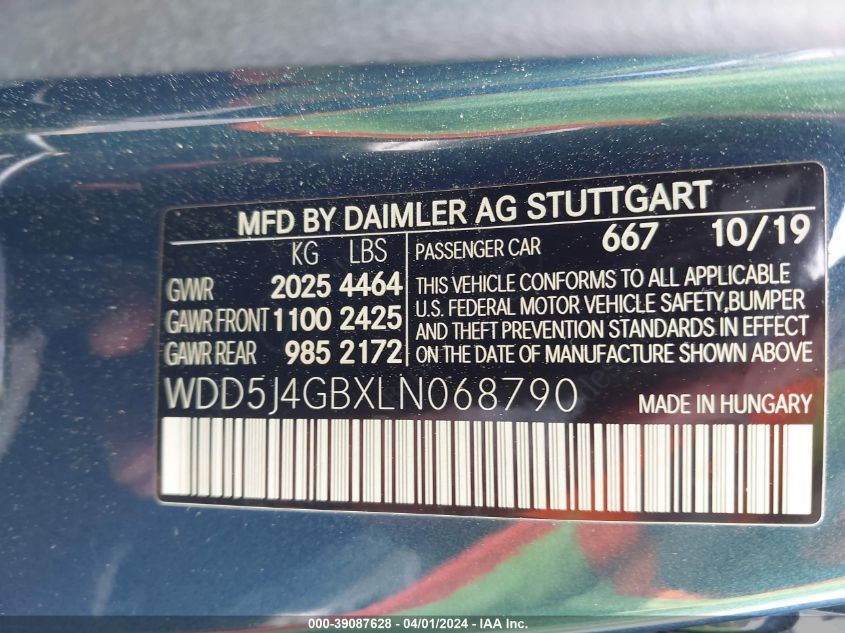 MFD BY DAIMLER AG STUTTGART
KG LBS
GVWR 2025 4464
GAWR FRONT 1100 2425
GAWR REAR 985 2172
PASSENGER CAR 667 10/19
THIS VEHICLE CONFORMS TO ALL APPLICABLE
U.S. FEDERAL MOTOR VEHICLE SAFETY,BUMPER
AND THEFT PREVENTION STANDARDS IN EFFECT
ON THE DATE OF MANUFACTURE SHOWN ABOVE
WDD5J4GBXLN068790 MADE IN HUNGARY
000-39087628 - 04/01/2024 - IAA, Inc.